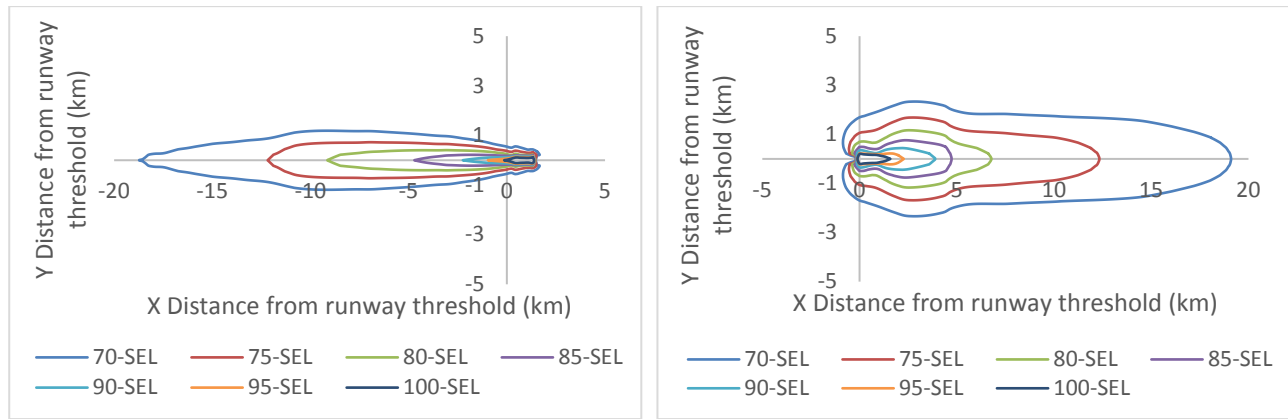 Y Distance from runway
threshold (km)
5
3
1
-1
-3
-5
-20
-15
-10
-5
0
5
X Distance from runway threshold (km)
70-SEL
75-SEL
80-SEL
85-SEL
90-SEL
95-SEL
100-SEL
Y Distance from runway
threshold (km)
5
3
1
-1
-3
-5
-5
0
5
10
15
20
X Distance from runway threshold (km)
70-SEL
75-SEL
80-SEL
85-SEL
90-SEL
95-SEL
100-SEL